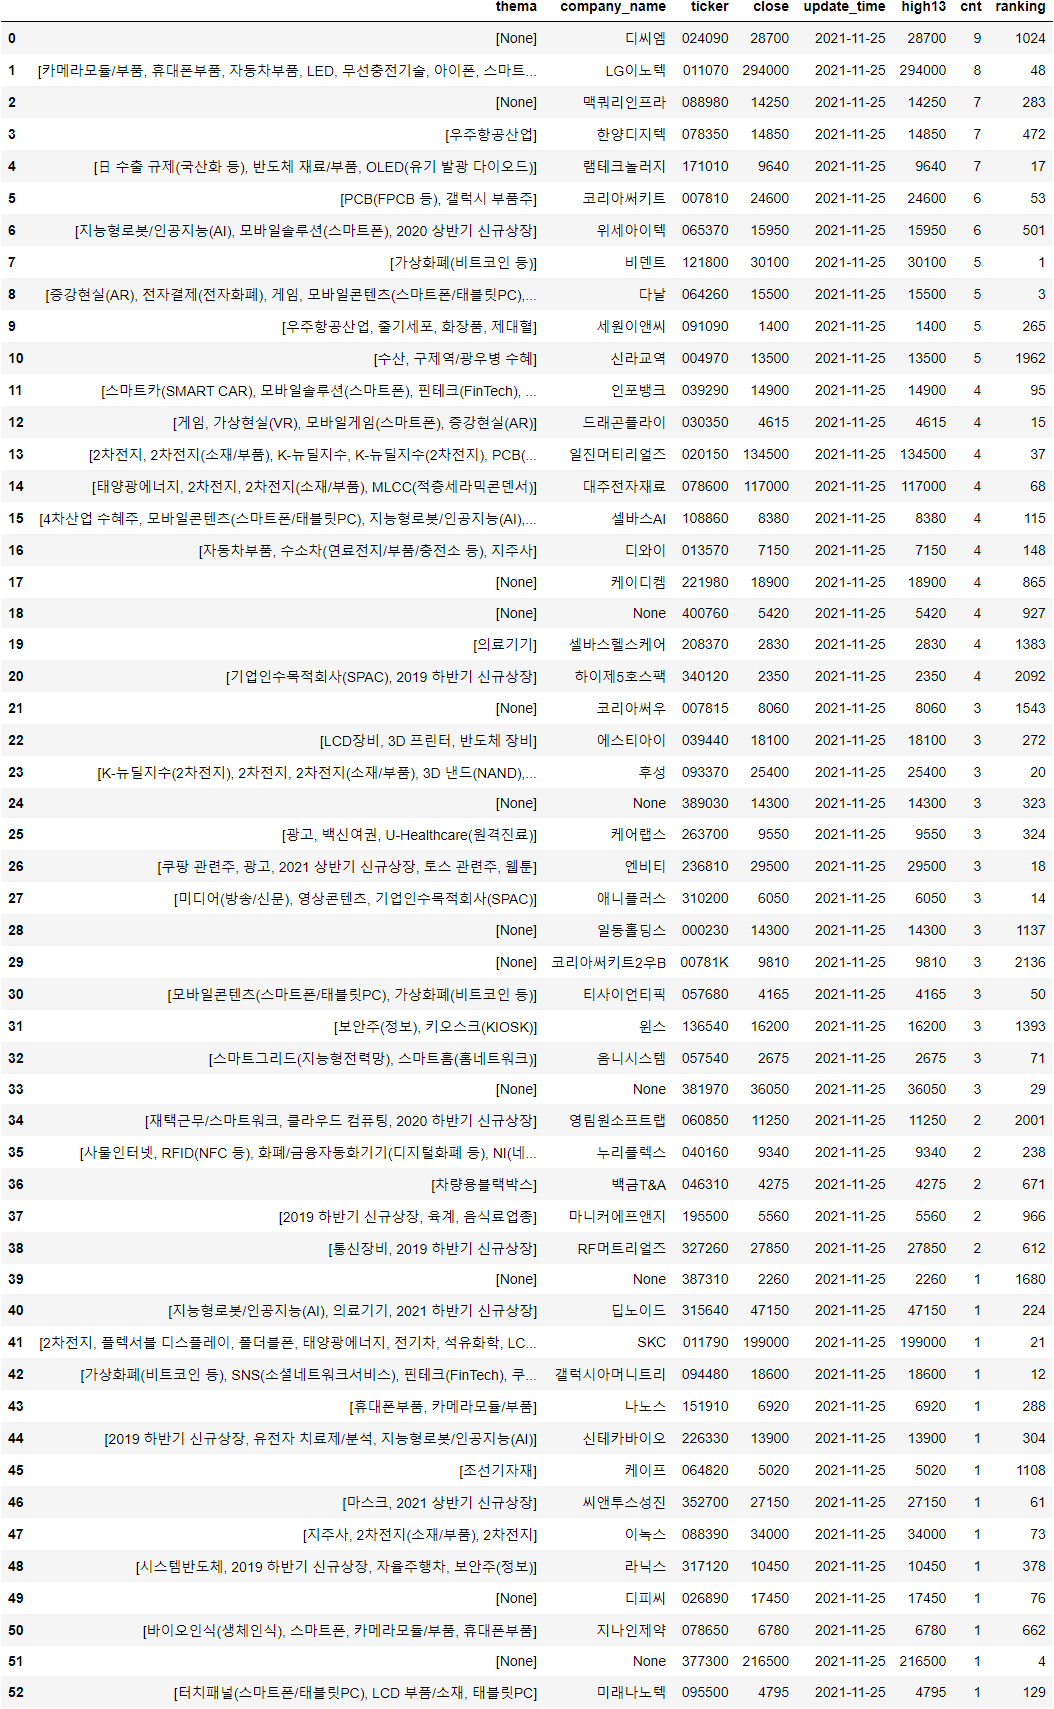 thema company_name ticker close update_time high13 cnt ranking
0 [None] 디씨엠 024090 28700 2021-11-25 28700 9 1024
1 [카메라모듈/부품, 휴대폰부품, 자동차부품, LED, 무선충전기술, 아이폰, 스마트... LG이노텍 011070 294000 2021-11-25 294000 8 48
2 [None] 맥쿼리인프라 088980 14250 2021-11-25 14250 7 283
3 [우주항공산업] 한양디지텍 078350 14850 2021-11-25 14850 7 472
4 [日 수출 규제(국산화 등), 반도체 재료/부품, OLED(유기 발광 다이오드)] 램테크놀러지 171010 9640 2021-11-25 9640 7 17
5 [PCB(FPCB 등), 갤럭시 부품주] 코리아써키트 007810 24600 2021-11-25 24600 6 53
6 [지능형로봇/인공지능(AI), 모바일솔루션(스마트폰), 2020 상반기 신규상장] 위세아이텍 065370 15950 2021-11-25 15950 6 501
7 [가상화폐(비트코인 등)] 비덴트 121800 30100 2021-11-25 30100 5 1
8 [증강현실(AR), 전자결제(전자화폐), 게임, 모바일콘텐츠(스마트폰/태블릿PC),... 다날 064260 15500 2021-11-25 15500 5 3
9 [우주항공산업, 줄기세포, 화장품, 제대혈] 세원이앤씨 091090 1400 2021-11-25 1400 5 265
10 [수산, 구제역/광우병 수혜] 신라교역 004970 13500 2021-11-25 13500 5 1962
11 [스마트카(SMART CAR), 모바일솔루션(스마트폰), 핀테크(FinTech), ... 인포뱅크 039290 14900 2021-11-25 14900 4 95
12 [게임, 가상현실(VR), 모바일게임(스마트폰), 증강현실(AR)] 드래곤플라이 030350 4615 2021-11-25 4615 4 15
13 [2차전지, 2차전지(소재/부품), K-뉴딜지수, K-뉴딜지수(2차전지), PCB(... 일진머티리얼즈 020150 134500 2021-11-25 134500 4 37
14 [태양광에너지, 2차전지, 2차전지(소재/부품), MLCC(적층세라믹콘덴서)] 대주전자재료 078600 117000 2021-11-25 117000 4 68
15 [4차산업 수혜주, 모바일콘텐츠(스마트폰/태블릿PC), 지능형로봇/인공지능(AI),... 셀바스AI 108860 8380 2021-11-25 8380 4 115
16 [자동차부품, 수소차(연료전지/부품/충전소 등), 지주사] 디와이 013570 7150 2021-11-25 7150 4 148
17 [None] 케이디켐 221980 18900 2021-11-25 18900 4 865
18 [None] None 400760 5420 2021-11-25 5420 4 927
19 [의료기기] 셀바스헬스케어 208370 2830 2021-11-25 2830 4 1383
20 [기업인수목적회사(SPAC), 2019 하반기 신규상장] 하이제5호스팩 340120 2350 2021-11-25 2350 4 2092
21 [None] 코리아써우 007815 8060 2021-11-25 8060 3 1543
22 [LCD장비, 3D 프린터, 반도체 장비] 에스티아이 039440 18100 2021-11-25 18100 3 272
23 [K-뉴딜지수(2차전지), 2차전지, 2차전지(소재/부품), 3D 낸드(NAND),... 후성 093370 25400 2021-11-25 25400 3 20
24 [None] None 389030 14300 2021-11-25 14300 3 323
25 [광고, 백신여권, U-Healthcare(원격진료)] 케어랩스 263700 9550 2021-11-25 9550 3 324
26 [쿠팡 관련주, 광고, 2021 상반기 신규상장, 토스 관련주, 웹툰] 엔비티 236810 29500 2021-11-25 29500 3 18
27 [미디어(방송/신문), 영상콘텐츠, 기업인수목적회사(SPAC)] 애니플러스 310200 6050 2021-11-25 6050 3 14
28 [None] 일동홀딩스 000230 14300 2021-11-25 14300 3 1137
29 [None] 코리아써키트2우B 00781K 9810 2021-11-25 9810 3 2136
30 [모바일콘텐츠(스마트폰/태블릿PC), 가상화폐(비트코인 등)] 티사이언티픽 057680 4165 2021-11-25 4165 3 50
31 [보안주(정보), 키오스크(KIOSK)] 윈스 136540 16200 2021-11-25 16200 3 1393
32 [스마트그리드(지능형전력망), 스마트홈(홈네트워크)] 옴니시스템 057540 2675 2021-11-25 2675 3 71
33 [None] None 381970 36050 2021-11-25 36050 3 29
34 [재택근무/스마트워크, 클라우드 컴퓨팅, 2020 하반기 신규상장] 영림원소프트랩 060850 11250 2021-11-25 11250 2 2001
35 [사물인터넷, RFID(NFC 등), 화폐/금융자동화기기(디지털화폐 등), NI(네... 누리플렉스 040160 9340 2021-11-25 9340 2 238
36 [차량용블랙박스] 백금T&A 046310 4275 2021-11-25 4275 2 671
37 [2019 하반기 신규상장, 육계, 음식료업종] 마니커에프앤지 195500 5560 2021-11-25 5560 2 966
38 [통신장비, 2019 하반기 신규상장] RF머트리얼즈 327260 27850 2021-11-25 27850 2 612
39 [None] None 387310 2260 2021-11-25 2260 1 1680
40 [지능형로봇/인공지능(AI), 의료기기, 2021 하반기 신규상장] 딥노이드 315640 47150 2021-11-25 47150 1 224
41 [2차전지, 플렉서블 디스플레이, 폴더블폰, 태양광에너지, 전기차, 석유화학, LC... SKC 011790 199000 2021-11-25 199000 1 21
42 [가상화폐(비트코인 등), SNS(소셜네트워크서비스), 핀테크(FinTech), 쿠... 갤럭시아머니트리 094480 18600 2021-11-25 18600 1 12
43 [휴대폰부품, 카메라모듈/부품] 나노스 151910 6920 2021-11-25 6920 1 288
44 [2019 하반기 신규상장, 유전자 치료제/분석, 지능형로봇/인공지능(AI)] 신테카바이오 226330 13900 2021-11-25 13900 1 304
45 [조선기자재] 케이프 064820 5020 2021-11-25 5020 1 1108
46 [마스크, 2021 상반기 신규상장] 씨앤투스성진 352700 27150 2021-11-25 27150 1 61
47 [지주사, 2차전지(소재/부품), 2차전지] 이녹스 088390 34000 2021-11-25 34000 1 73
48 [시스템반도체, 2019 하반기 신규상장, 자율주행차, 보안주(정보)] 라닉스 317120 10450 2021-11-25 10450 1 378
49 [None] 디피씨 026890 17450 2021-11-25 17450 1 76
50 [바이오인식(생체인식), 스마트폰, 카메라모듈/부품, 휴대폰부품] 지나인제약 078650 6780 2021-11-25 6780 1 662
51 [None] None 377300 216500 2021-11-25 216500 1 4
52 [터치패널(스마트폰/태블릿PC), LCD 부품/소재, 태블릿PC] 미래나노텍 095500 4795 2021-11-25 4795 1 129